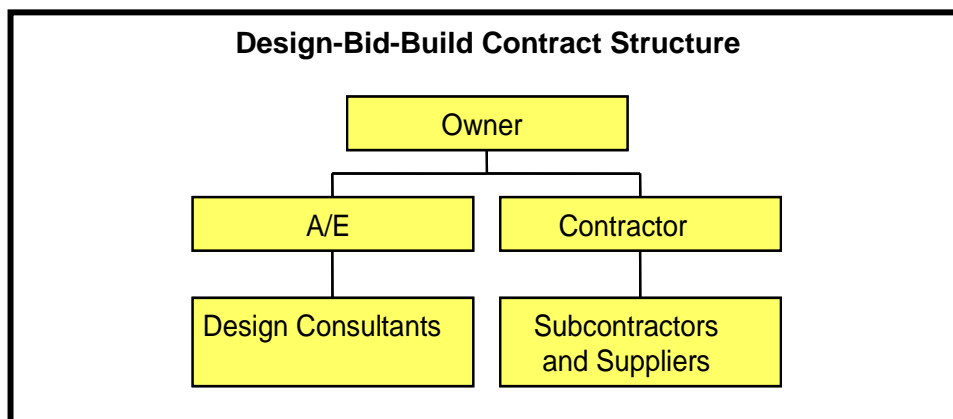 Design-Bid-Build Contract Structure
Owner
A/E
Contractor
Design Consultants
Subcontractors
and Suppliers